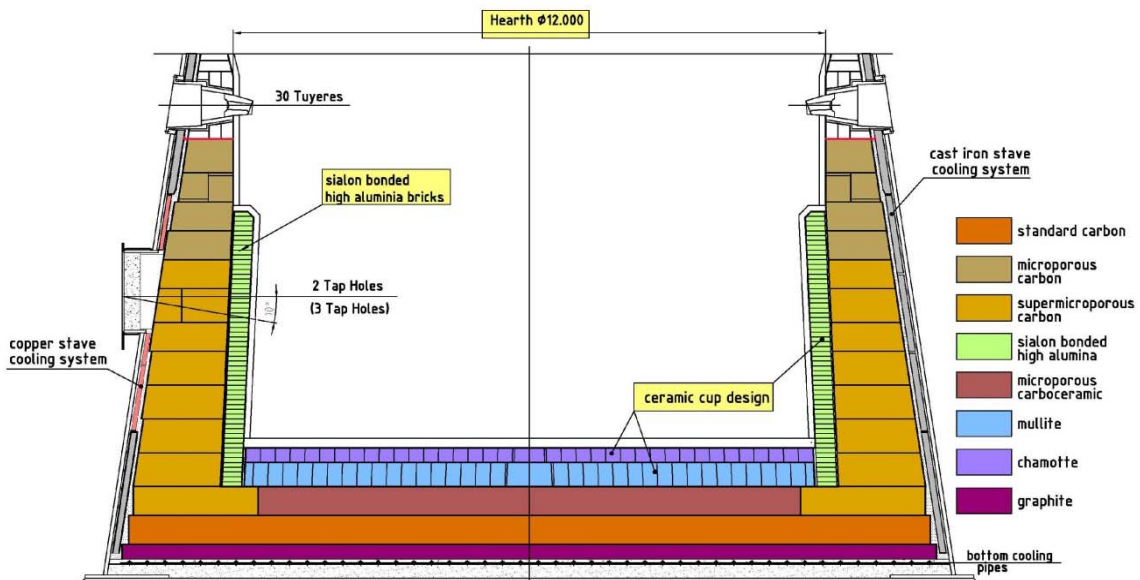 Hearth Φ12.000
30 Tuyeres
sialon bonded
high aluminia bricks
cast iron stave
cooling system
2 Tap Holes
(3 Tap Holes)
10°
copper stave
cooling system
ceramic cup design
standard carbon
microporous
carbon
supermicroporous
carbon
sialon bonded
high alumina
microporous
carboceramic
mullite
chamotte
graphite
bottom cooling
pipes